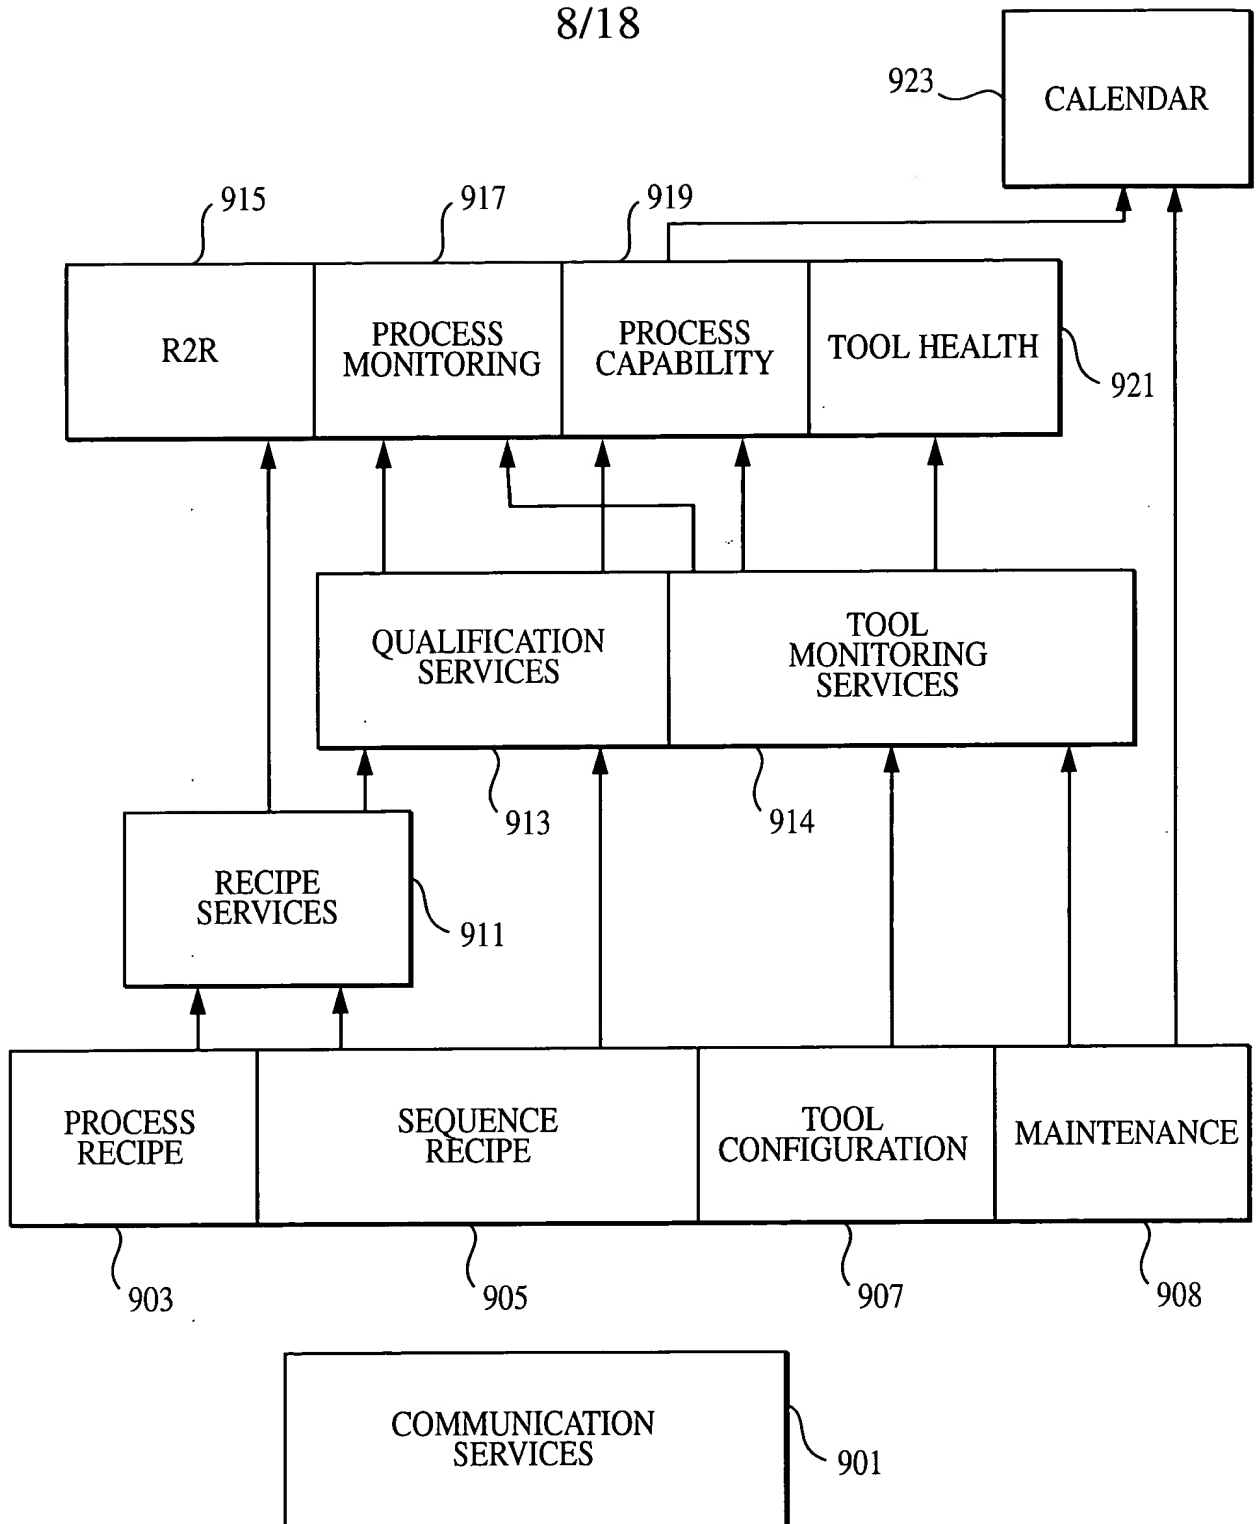 8/18
923
CALENDAR
915
917
919
R2R
PROCESS
MONITORING
PROCESS
CAPABILITY
TOOL HEALTH
921
QUALIFICATION
SERVICES
TOOL
MONITORING
SERVICES
913
914
RECIPE
SERVICES
911
PROCESS
RECIPE
SEQUENCE
RECIPE
TOOL
CONFIGURATION
MAINTENANCE
903
905
907
908
COMMUNICATION
SERVICES
901